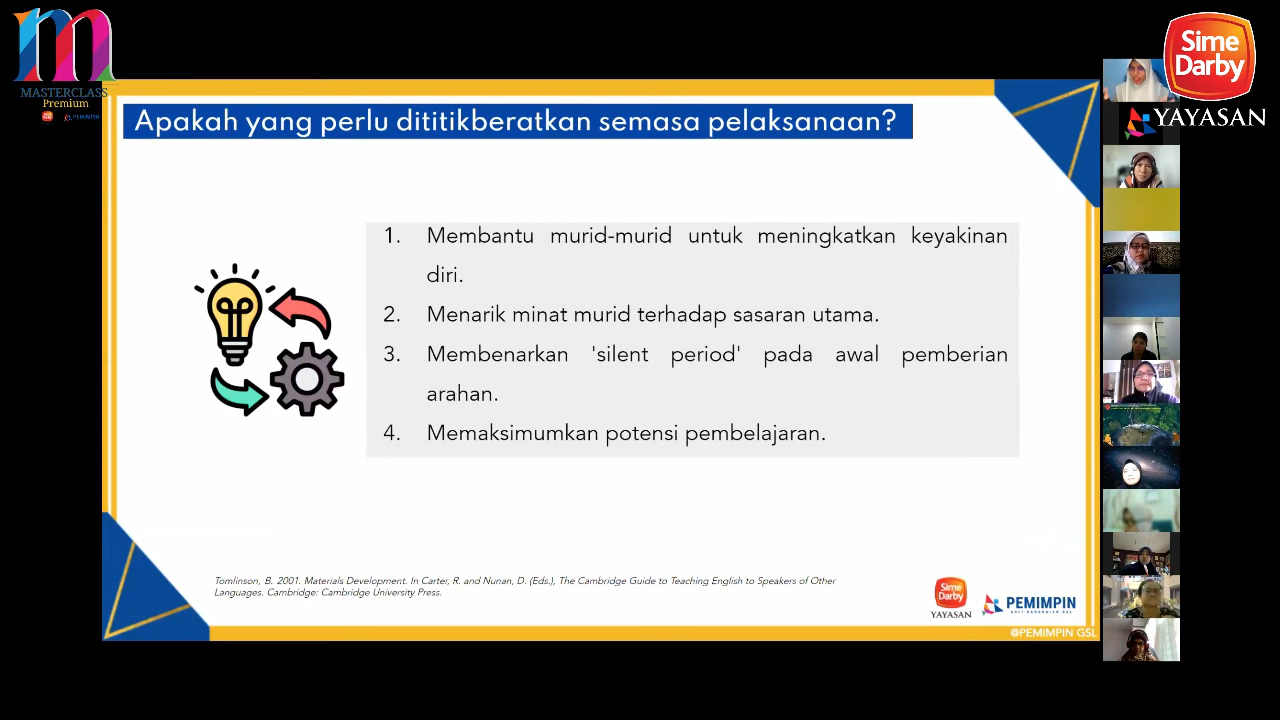 MASTERCLASS
Premium
Sime
Darby
YAYASAN
Apakah yang perlu dititikberatkan semasa pelaksanaan?
1. Membantu murid-murid untuk meningkatkan keyakinan
diri.
2. Menarik minat murid terhadap sasaran utama.
3. Membenarkan 'silent period' pada awal pemberian
arahan.
4. Memaksimumkan potensi pembelajaran.
Tomlinson, B. 2001. Materials Development. In Carter, R. and Nunan, D. (Eds.), The Cambridge Guide to Teaching English to Speakers of Other
Languages. Cambridge: Cambridge University Press.
Sime
Darby
YAYASAN
PEMIMPIN
@PEMIMPIN GSL